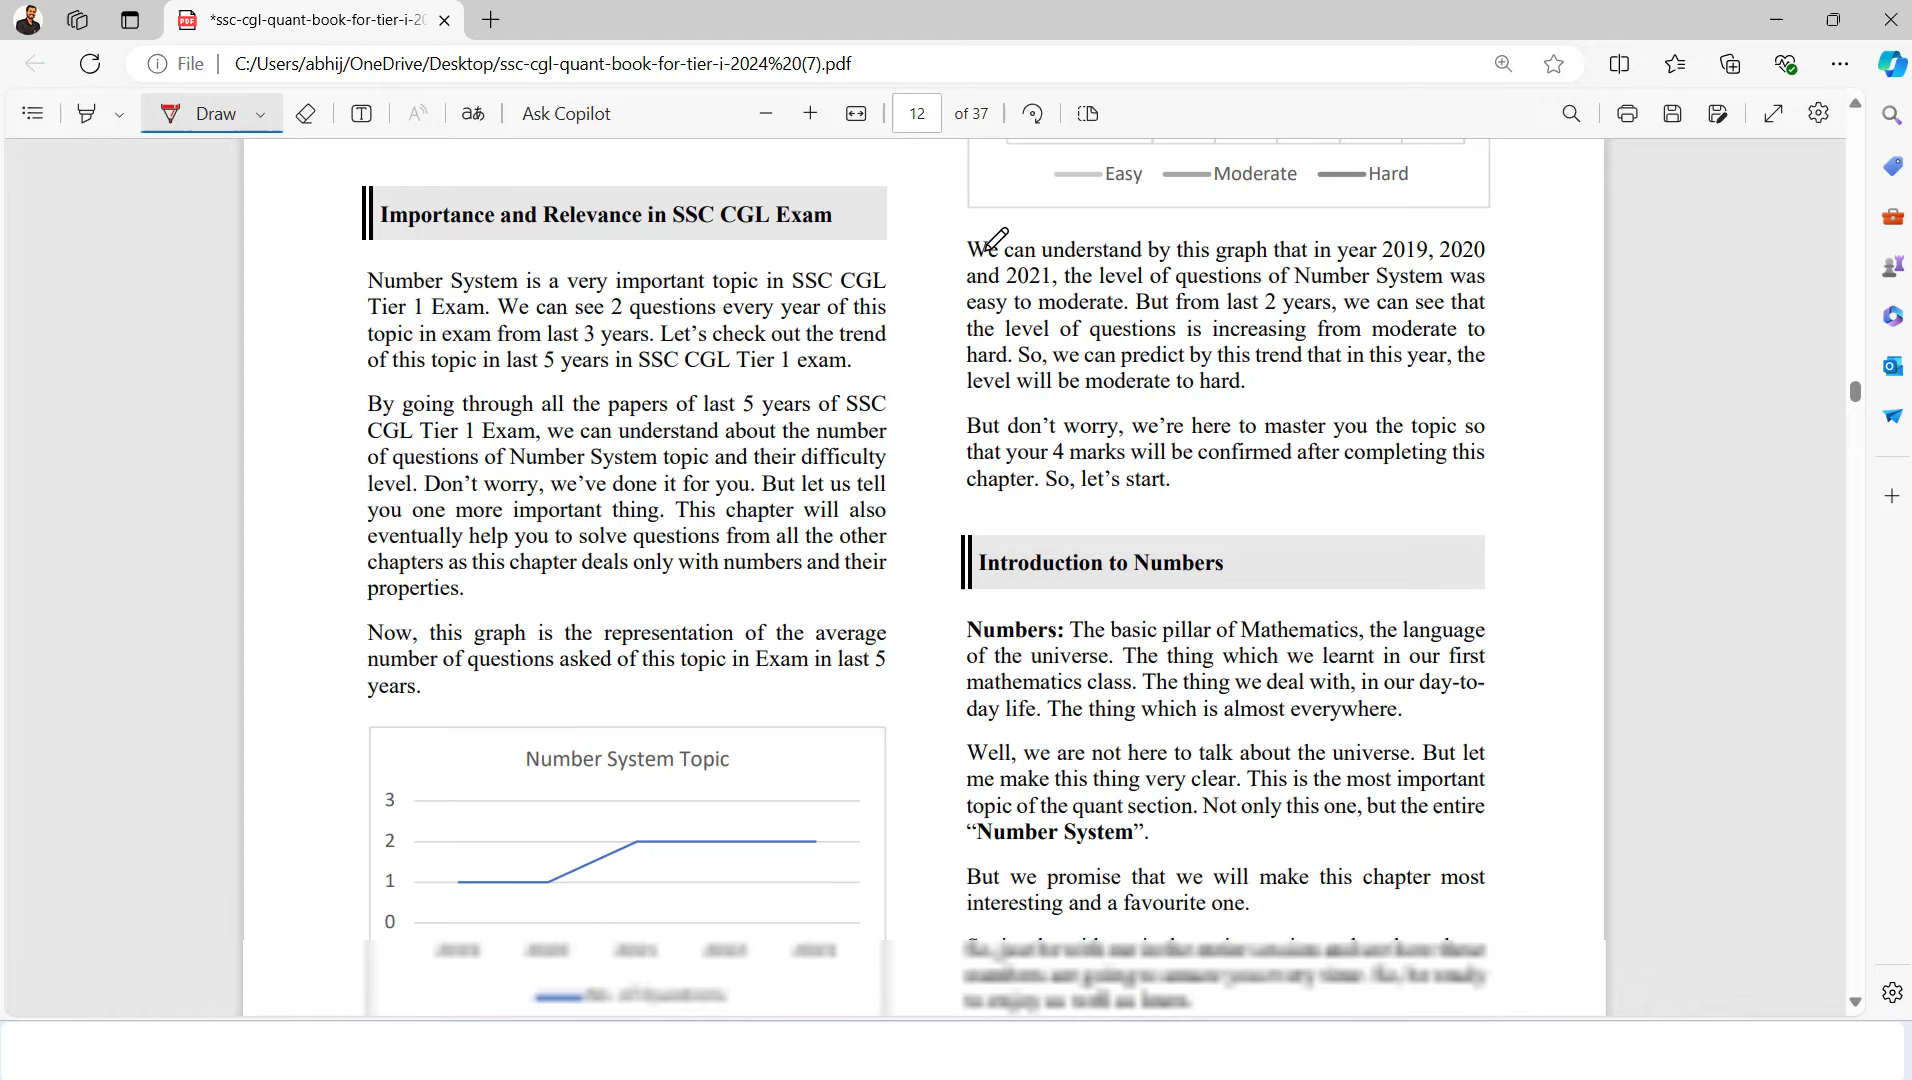 *ssc-cgl-quant-book-for-tier-i-20
File
C:/Users/abhij/OneDrive/Desktop/ssc-cgl-quant-book-for-tier-i-2024%20(7).pdf
Draw
Ask Copilot
12
of 37
Importance and Relevance in SSC CGL Exam
Number System is a very important topic in SSC CGL
Tier 1 Exam. We can see 2 questions every year of this
topic in exam from last 3 years. Let’s check out the trend
of this topic in last 5 years in SSC CGL Tier 1 exam.
By going through all the papers of last 5 years of SSC
CGL Tier 1 Exam, we can understand about the number
of questions of Number System topic and their difficulty
level. Don’t worry, we’ve done it for you. But let us tell
you one more important thing. This chapter will also
eventually help you to solve questions from all the other
chapters as this chapter deals only with numbers and their
properties.
Now, this graph is the representation of the average
number of questions asked of this topic in Exam in last 5
years.
Number System Topic
3
2
1
0
2020
2021
2022
2023
No. of Questions
Easy
Moderate
Hard
We can understand by this graph that in year 2019, 2020
and 2021, the level of questions of Number System was
easy to moderate. But from last 2 years, we can see that
the level of questions is increasing from moderate to
hard. So, we can predict by this trend that in this year, the
level will be moderate to hard.
But don’t worry, we’re here to master you the topic so
that your 4 marks will be confirmed after completing this
chapter. So, let’s start.
Introduction to Numbers
Numbers: The basic pillar of Mathematics, the language
of the universe. The thing which we learnt in our first
mathematics class. The thing we deal with, in our day-to-
day life. The thing which is almost everywhere.
Well, we are not here to talk about the universe. But let
me make this thing very clear. This is the most important
topic of the quant section. Not only this one, but the entire
“Number System”.
But we promise that we will make this chapter most
interesting and a favourite one.